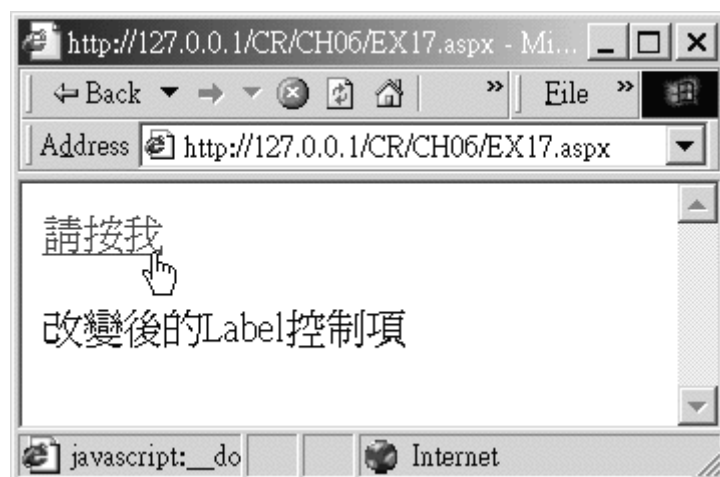 http://127.0.0.1/CR/CH06/EX17.aspx - Mi...
Back » File »
Address http://127.0.0.1/CR/CH06/EX17.aspx
請按我
改變後的Label控制項
javascript:__do Internet